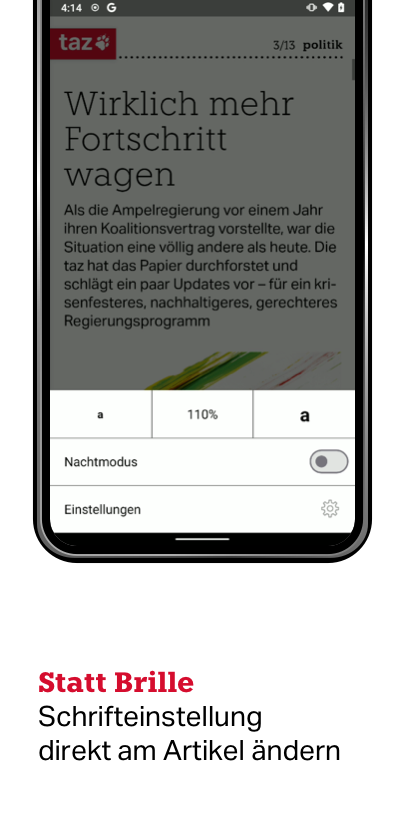 4:14 G
taz
3/13 politik
Wirklich mehr
Fortschritt
wagen
Als die Ampelregierung vor einem Jahr
ihren Koalitionsvertrag vorstellte, war die
Situation eine völlig andere als heute. Die
taz hat das Papier durchforstet und
schlägt ein paar Updates vor – für ein kri-
senfesteres, nachhaltigeres, gerechteres
Regierungsprogramm
a 110% a
Nachtmodus
Einstellungen
Statt Brille
Schrifteinstellung
direkt am Artikel ändern